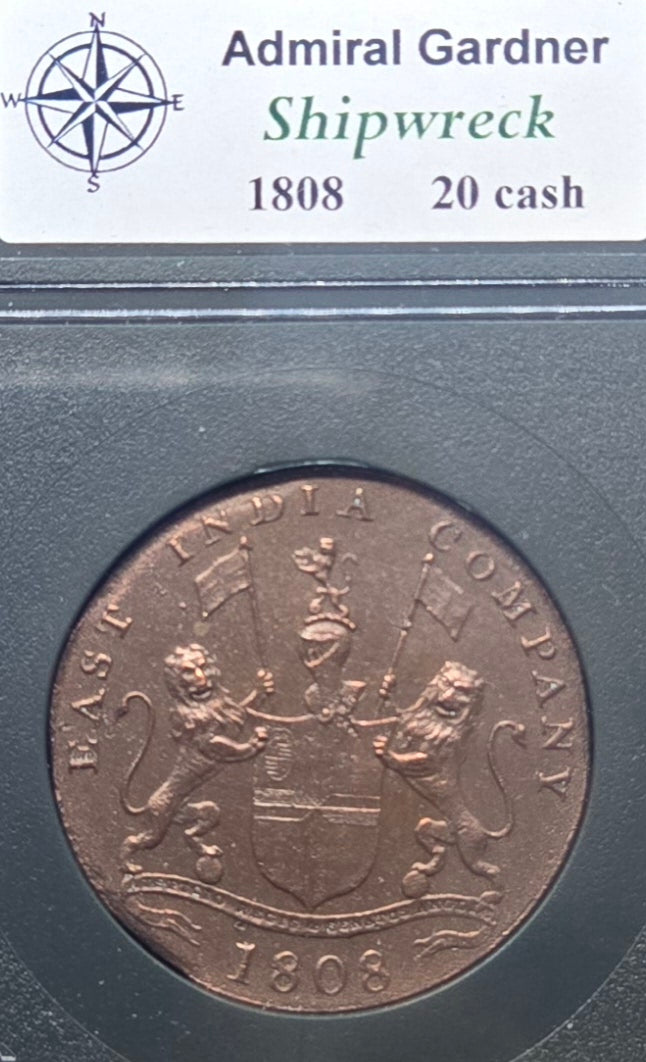 N
W E
S
Admiral Gardner
Shipwreck
1808 20 cash
EAST INDIA COMPANY
1808